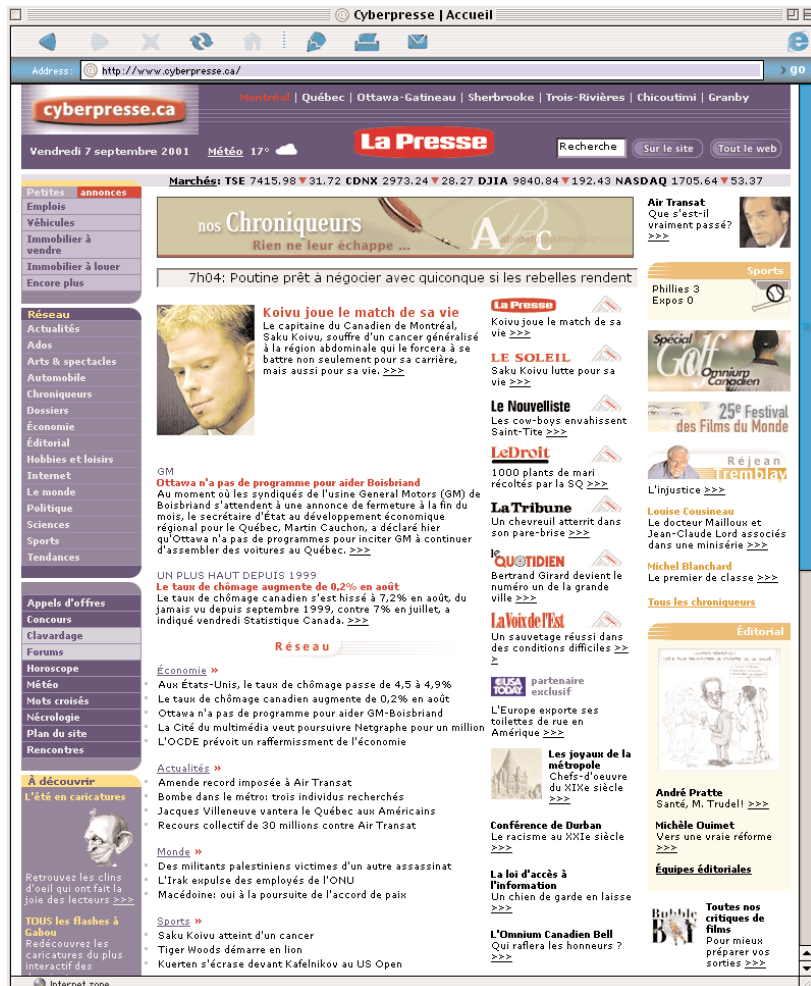 Cyberpresse | Accueil
Address: http://www.cyberpresse.ca/ go
cyberpresse.ca
Montréal | Québec | Ottawa-Gatineau | Sherbrooke | Trois-Rivières | Chicoutimi | Granby
La Presse
Vendredi 7 septembre 2001 Météo 17°
Recherche Sur le site Tout le web
Marchés: TSE 7415.98 ▼ 31.72 CDNX 2973.24 ▼ 28.27 DJIA 9840.84 ▼ 192.43 NASDAQ 1705.64 ▼ 53.37
Petites annonces
Emplois
Véhicules
Immobilier à
vendre
Immobilier à louer
Encore plus
Réseau
Actualités
Ados
Arts & spectacles
Automobile
Chroniqueurs
Dossiers
Économie
Éditorial
Hobbies et loisirs
Internet
Le monde
Politique
Sciences
Sports
Tendances
Appels d'offres
Concours
Clavardage
Forums
Horoscope
Météo
Mots croisés
Nécrologie
Plan du site
Rencontres
À découvrir
L'été en caricatures
Retrouvez les clins
d'oeil qui ont fait la
joie des lecteurs >>>
TOUS les flashes à
Gabou
Redécouvrez les
caricatures du plus
interactif des
nos Chroniqueurs
Rien ne leur échappe ...
7h04: Poutine prêt à négocier avec quiconque si les rebelles rendent
Koivu joue le match de sa vie
Le capitaine du Canadien de Montréal,
Saku Koivu, souffre d'un cancer généralisé
à la région abdominale qui le forcera à se
battre non seulement pour sa carrière,
mais aussi pour sa vie. >>>
GM
Ottawa n'a pas de programme pour aider Boisbriand
Au moment où les syndiqués de l'usine General Motors (GM) de
Boisbriand s'attendent à une annonce de fermeture à la fin du
mois, le secrétaire d'État au développement économique
régional pour le Québec, Martin Cauchon, a déclaré hier
qu'Ottawa n'a pas de programmes pour inciter GM à continuer
d'assembler des voitures au Québec. >>>
UN PLUS HAUT DEPUIS 1999
Le taux de chômage augmente de 0,2% en août
Le taux de chômage canadien s'est hissé à 7,2% en août, du
jamais vu depuis septembre 1999, contre 7% en juillet, a
indiqué vendredi Statistique Canada. >>>
Réseau
Économie »
Aux États-Unis, le taux de chômage passe de 4,5 à 4,9%
Le taux de chômage canadien augmente de 0,2% en août
Ottawa n'a pas de programme pour aider GM-Boisbriand
La Cité du multimédia veut poursuivre Netgraphe pour un million
L'OCDE prévoit un raffermissment de l'économie
Actualités »
Amende record imposée à Air Transat
Bombe dans le métro: trois individus recherchés
Jacques Villeneuve vantera le Québec aux Américains
Recours collectif de 30 millions contre Air Transat
Monde »
Des militants palestiniens victimes d'un autre assassinat
L'Irak expulse des employés de l'ONU
Macédoine: oui à la poursuite de l'accord de paix
Sports »
Saku Koivu atteint d'un cancer
Tiger Woods démarre en lion
Kuerten s'écrase devant Kafelnikov au US Open
La Presse
Koivu joue le match de sa
vie >>>
LE SOLEIL
Saku Koivu lutte pour sa
vie >>>
Le Nouvelliste
Les cow-boys envahissent
Saint-Tite >>>
LeDroit
1000 plants de mari
récoltés par la SQ >>>
La Tribune
Un chevreuil atterrit dans
son pare-brise >>>
le QUOTIDIEN
Bertrand Girard devient le
numéro un de la grande
ville >>>
La Voix de l'Est
Un sauvetage réussi dans
des conditions difficiles >>
>
USA TODAY partenaire
exclusif
L'Europe exporte ses
toilettes de rue en
Amérique >>>
Les joyaux de la
métropole
Chefs-d'oeuvre
du XIXe siècle
>>>
Conférence de Durban
Le racisme au XXIe siècle
>>>
La loi d'accès à
l'information
Un chien de garde en laisse
>>>
L'Omnium Canadien Bell
Qui raflera les honneurs ?
>>>
Air Transat
Que s'est-il
vraiment passé?
>>>
Sports
Phillies 3
Expos 0
Spécial
Golf
Omnium
Canadien
25e Festival
des Films du Monde
Réjean
Tremblay
L'injustice >>>
Louise Cousineau
Le docteur Mailloux et
Jean-Claude Lord associés
dans une minisérie >>>
Michel Blanchard
Le premier de classe >>>
Tous les chroniqueurs
Éditorial
André Pratte
Santé, M. Trudel! >>>
Michèle Ouimet
Vers une vraie réforme
>>>
Équipes éditoriales
Toutes nos
critiques de
films
Pour mieux
préparer vos
sorties >>>
Internet zone